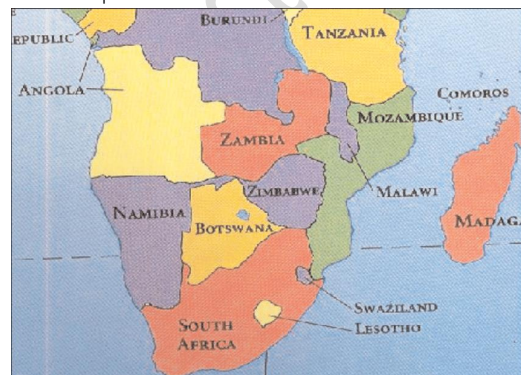 BURUNDI
EPUBLIC
TANZANIA
ANGOLA
COMOROS
MOZAMBIQUE
ZAMBIA
ZIMBABWE
MALAWI
NAMIBIA
BOTSWANA
MADAGA
SWAZILAND
LESOTHO
SOUTH
AFRICA